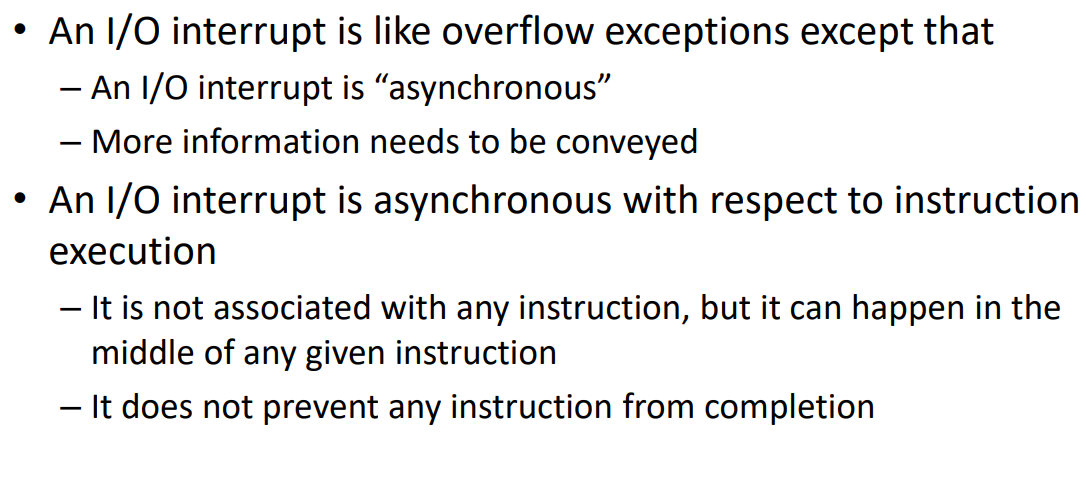 • An I/O interrupt is like overflow exceptions except that
– An I/O interrupt is “asynchronous”
– More information needs to be conveyed
• An I/O interrupt is asynchronous with respect to instruction
execution
– It is not associated with any instruction, but it can happen in the
middle of any given instruction
– It does not prevent any instruction from completion